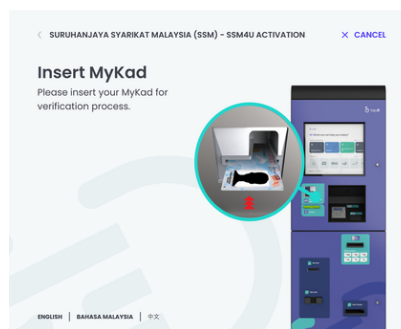 SURUHANJAYA SYARIKAT MALAYSIA (SSM) - SSM4U ACTIVATION
× CANCEL
Insert MyKad
Please insert your MyKad for
verification process.
ENGLISH | BAHASA MALAYSIA | 中文